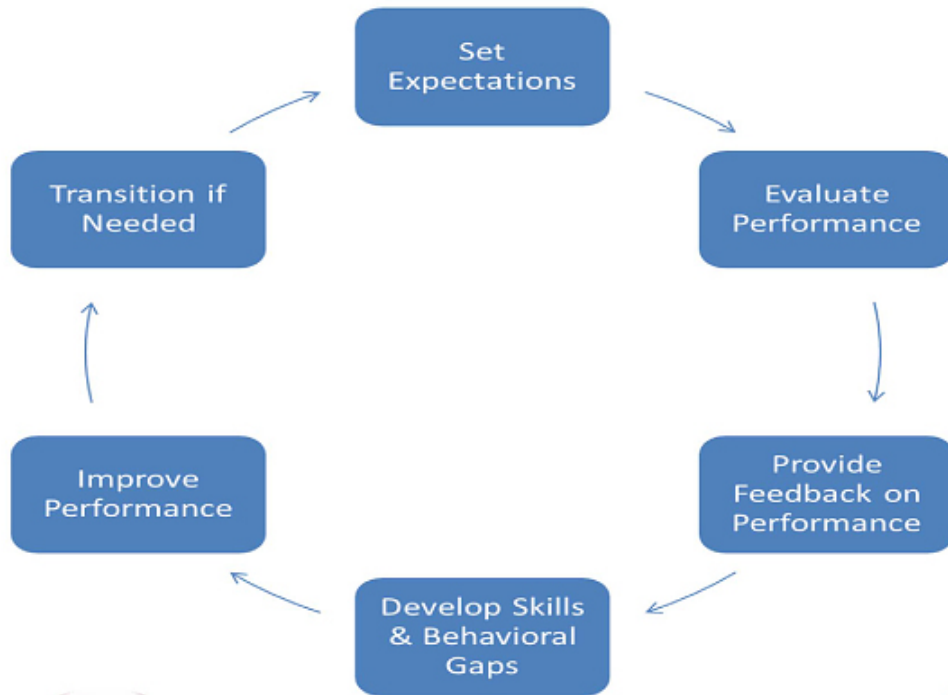 Set
Expectations
Evaluate
Performance
Provide
Feedback on
Performance
Develop Skills
& Behavioral
Gaps
Improve
Performance
Transition if
Needed